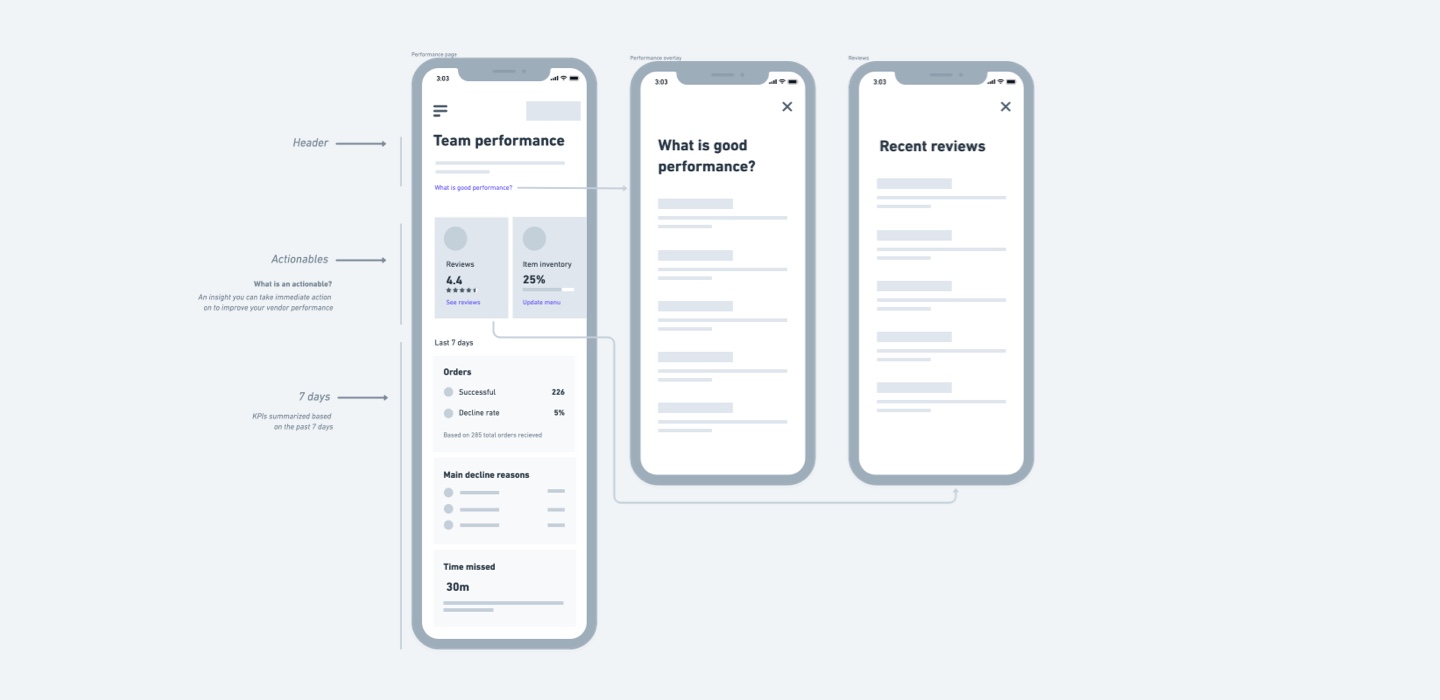 Performance page
3:03
Team performance
What is good performance?
Reviews
4.4
See reviews
Item inventory
25%
Update menu
Last 7 days
Orders
Successful 226
Decline rate 5%
Based on 285 total orders recieved
Main decline reasons
Time missed
30m
Header
Actionables
What is an actionable?
An insight you can take immediate action
on to improve your vendor performance
7 days
KPIs summarized based
on the past 7 days
Performance overlay
3:03
What is good
performance?
Reviews
3:03
Recent reviews